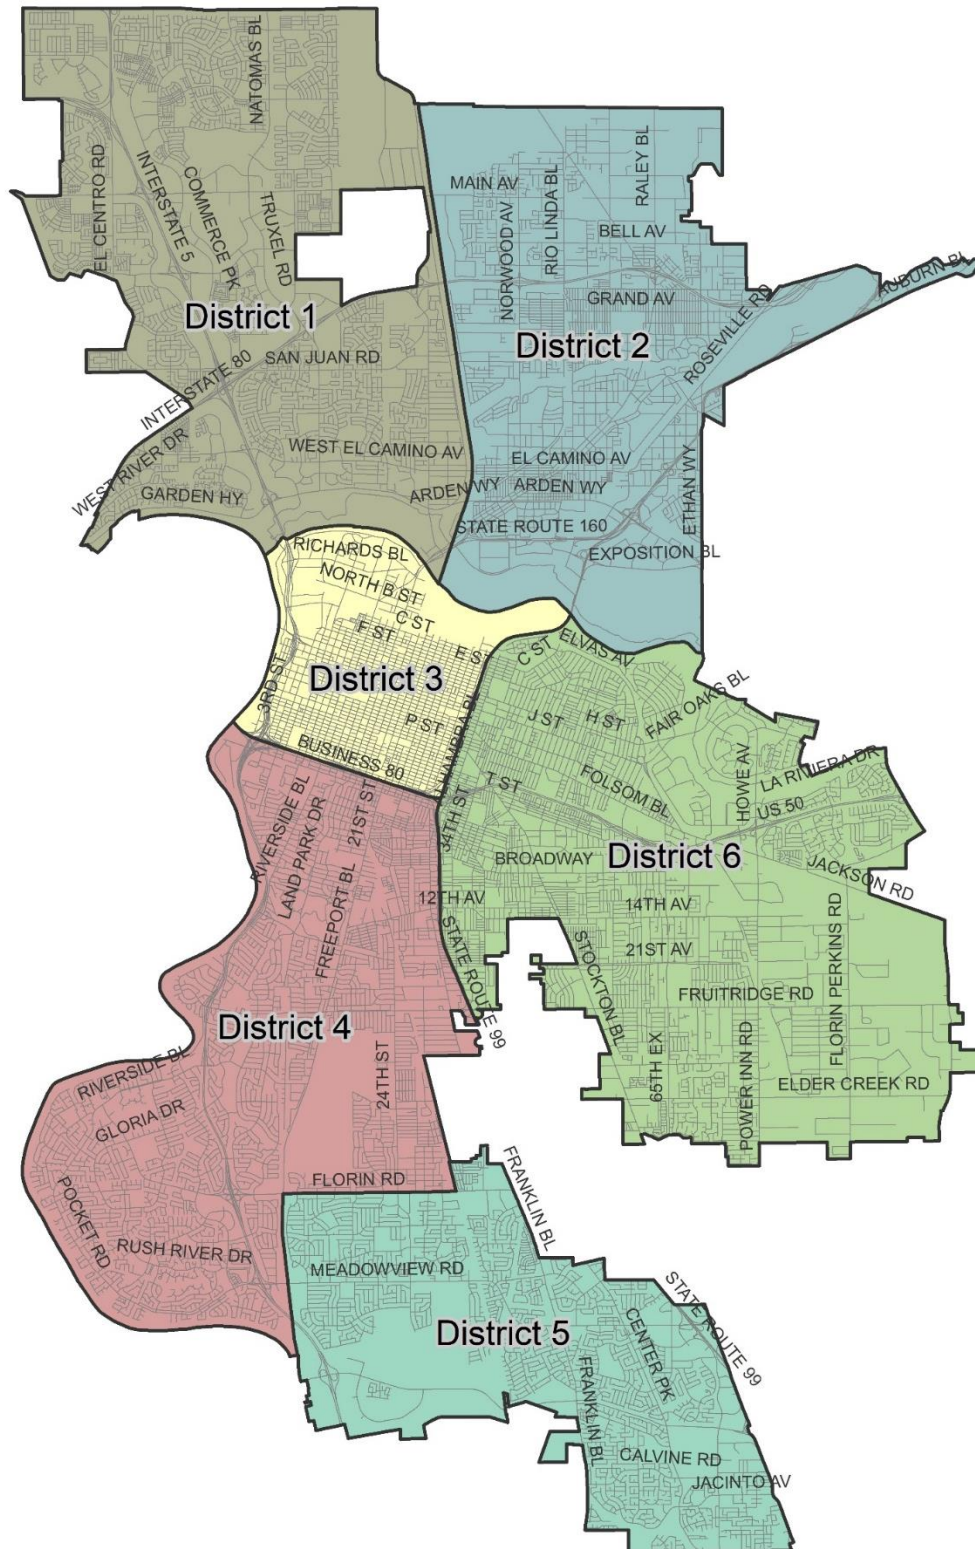 NATOMAS BL
EL CENTRO RD
INTERSTATE 5
COMMERCE PK
TRUXEL RD
District 1
INTERSTATE 80
SAN JUAN RD
WEST EL CAMINO AV
WEST RIVER DR
GARDEN HY
ARDEN WY
MAIN AV
NORWOOD AV
RIO LINDA BL
RALEY BL
BELL AV
GRAND AV
AUBURN BL
ROSEVILLE RD
District 2
EL CAMINO AV
ARDEN WY
STATE ROUTE 160
ETHAN WY
EXPOSITION BL
RICHARDS BL
NORTH B ST
C ST
F ST
E ST
3RD ST
District 3
P ST
BUSINESS 80
C ST
ELVAS AV
J ST
H ST
FAIR OAKS BL
T ST
FOLSOM BL
HOWE AV
LA RIVIERA DR
US 50
34TH ST
BROADWAY
District 6
JACKSON RD
12TH AV
14TH AV
21ST AV
STATE ROUTE 99
STOCKTON BL
FRUITRIDGE RD
FLORIN PERKINS RD
65TH EX
POWER INN RD
ELDER CREEK RD
RIVERSIDE BL
LAND PARK DR
21ST ST
FREEPORT BL
District 4
RIVERSIDE BL
GLORIA DR
24TH ST
FLORIN RD
POCKET RD
RUSH RIVER DR
FRANKLIN BL
MEADOWVIEW RD
STATE ROUTE 99
District 5
CENTER PK
FRANKLIN BL
CALVINE RD
JACINTO AV